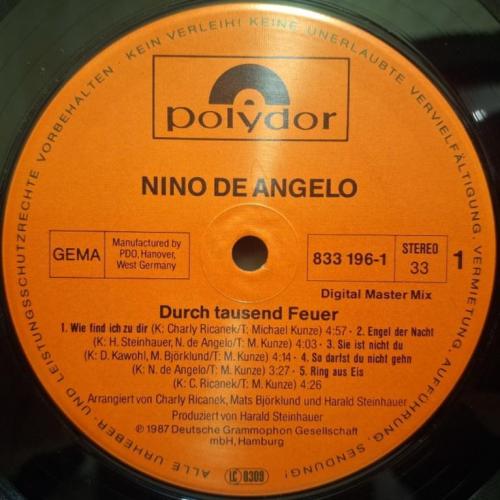 ALLE URHEBER- UND LEISTUNGSSCHUTZRECHTE VORBEHALTEN · KEIN VERLEIH! KEINE UNERLAUBTE VERVIELFÄLTIGUNG, VERMIETUNG, AUFFÜHRUNG, SENDUNG!
polydor
NINO DE ANGELO
GEMA
Manufactured by
PDO, Hanover,
West Germany
833 196-1
STEREO
33
1
Digital Master Mix
Durch tausend Feuer
1. Wie find ich zu dir (K: Charly Ricanek/T: Michael Kunze) 4:57 - 2. Engel der Nacht
(K: H. Steinhauer, N. de Angelo/T: M. Kunze) 4:03 - 3. Sie ist nicht du
(K: D. Kawohl, M. Björklund/T: M. Kunze) 4:14 - 4. So darfst du nicht gehn
(K: N. de Angelo/T: M. Kunze) 3:27 - 5. Ring aus Eis
(K: C. Ricanek/T: M. Kunze) 4:26
Arrangiert von Charly Ricanek, Mats Björklund und Harald Steinhauer
Produziert von Harald Steinhauer
℗ 1987 Deutsche Grammophon Gesellschaft
mbH, Hamburg
LC 0309